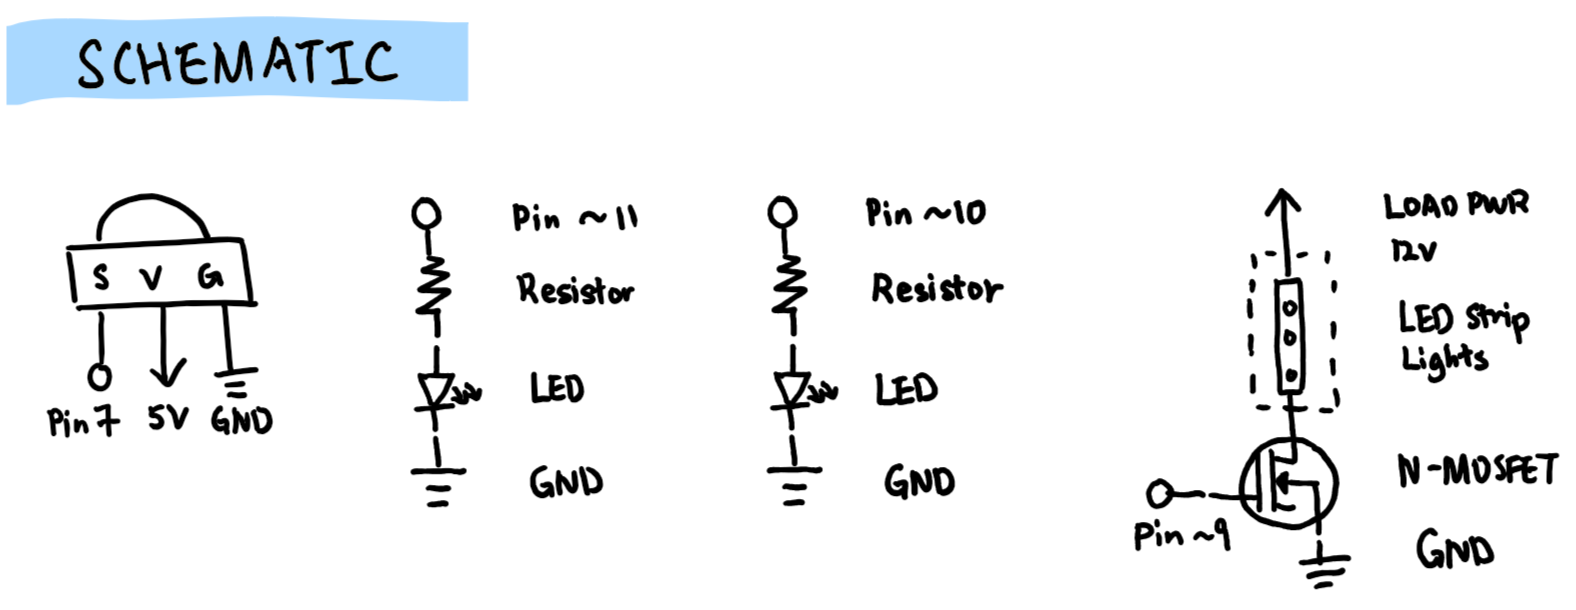 SCHEMATIC
S V G
Pin 7 5V GND
Pin ~11
Resistor
LED
GND
Pin ~10
Resistor
LED
GND
LOAD PWR
12V
LED Strip
Lights
N-MOSFET
Pin ~9
GND